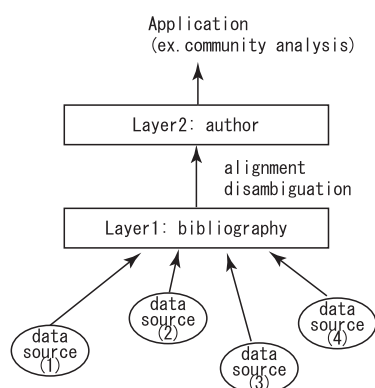 Application
(ex.community analysis)
Layer2: author
alignment
disambiguation
Layer1: bibliography
data
source
(1)
data
source
(2)
data
source
(3)
data
source
(4)